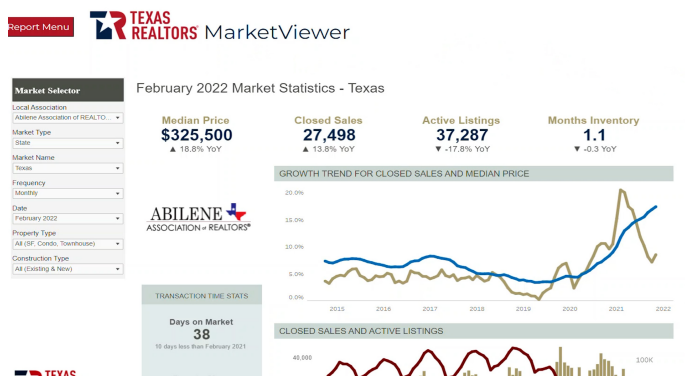 Report Menu
TEXAS
REALTORS
MarketViewer
Market Selector
Local Association
Abilene Association of REALTO...
Market Type
State
Market Name
Texas
Frequency
Monthly
Date
February 2022
Property Type
All (SF, Condo, Townhouse)
Construction Type
All (Existing & New)
February 2022 Market Statistics - Texas
Median Price
$325,500
▲ 18.8% YoY
Closed Sales
27,498
▲ 13.8% YoY
Active Listings
37,287
▼ -17.8% YoY
Months Inventory
1.1
▼ -0.3 YoY
ABILENE
ASSOCIATION of REALTORS®
GROWTH TREND FOR CLOSED SALES AND MEDIAN PRICE
20.0%
15.0%
10.0%
5.0%
0.0%
2015 2016 2017 2018 2019 2020 2021 2022
TRANSACTION TIME STATS
Days on Market
38
16 days less than February 2021
CLOSED SALES AND ACTIVE LISTINGS
40,000
100K
TEXAS